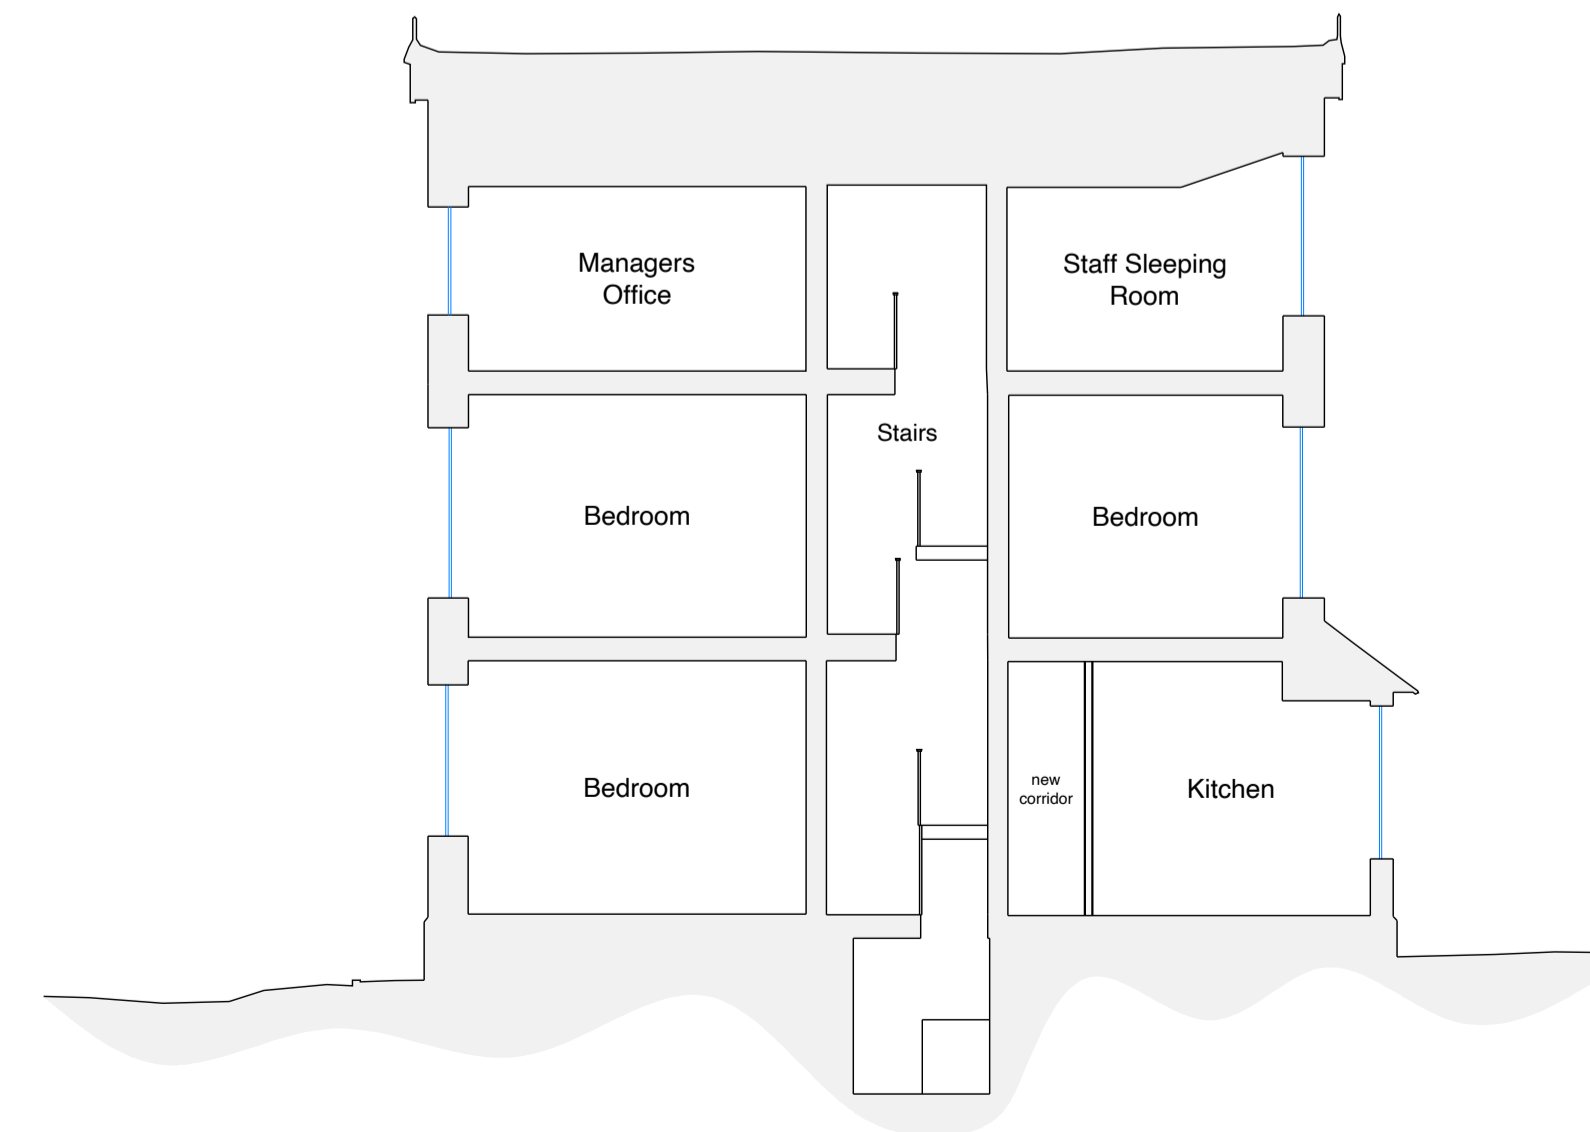 Managers
Office
Staff Sleeping
Room
Stairs
Bedroom
Bedroom
Bedroom
new
corridor
Kitchen